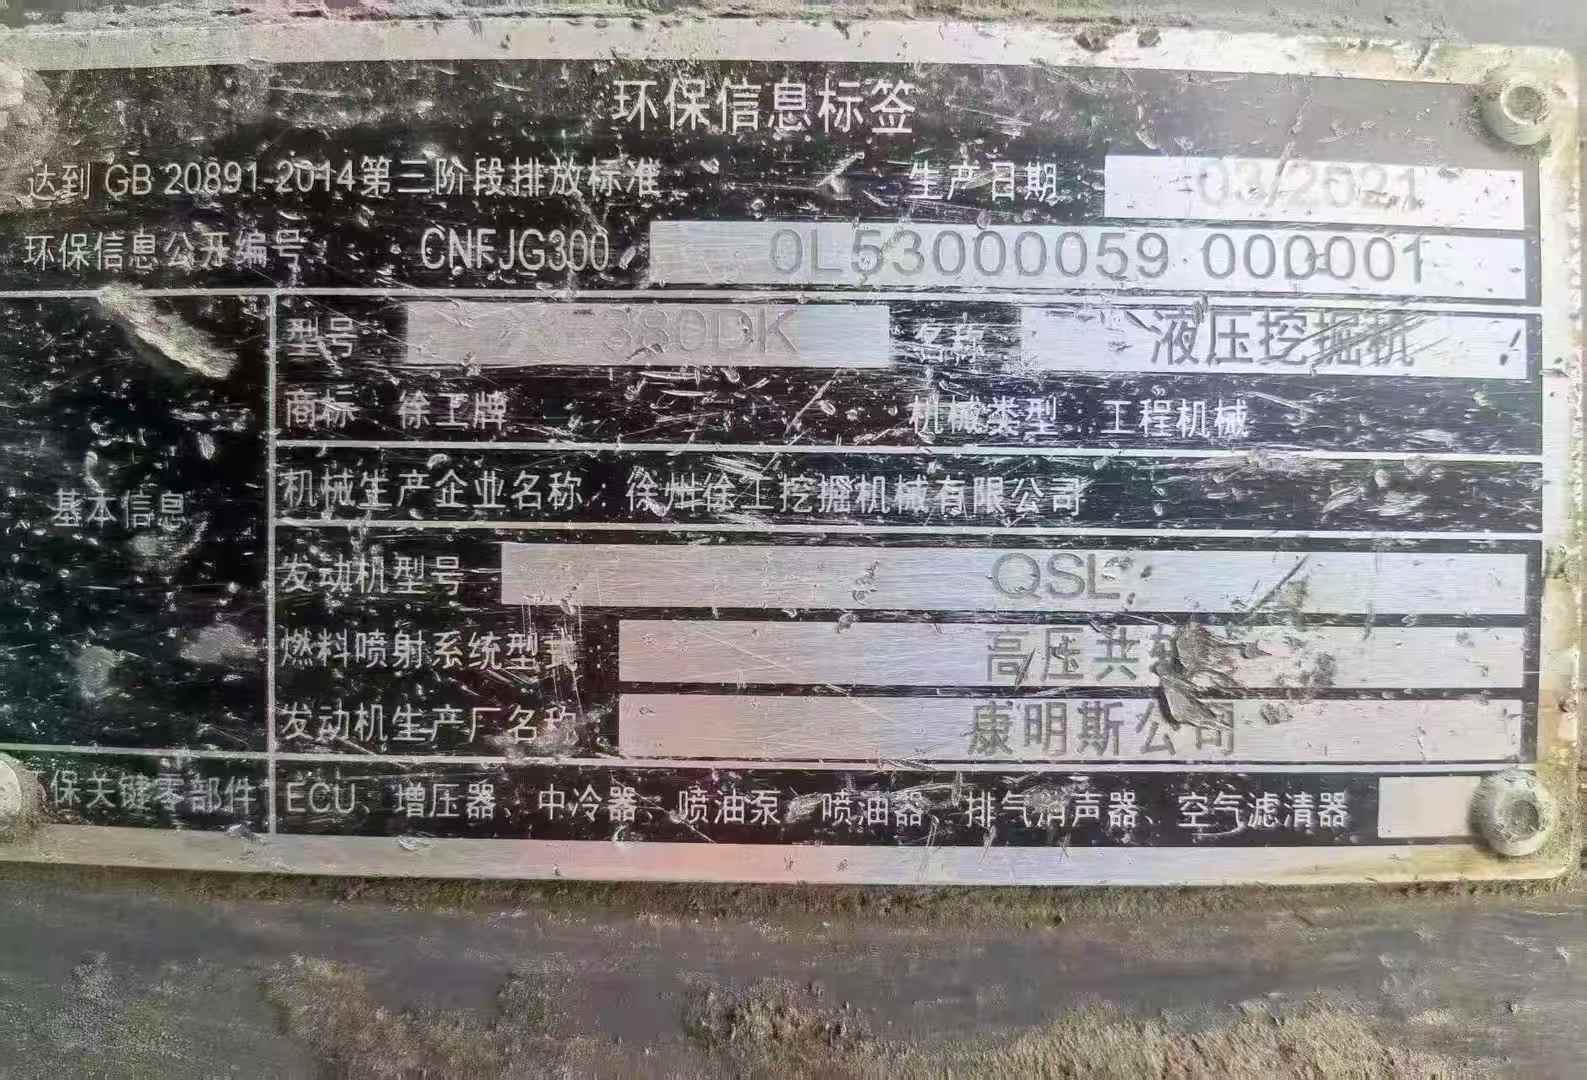 环保信息标签
达到 GB 20891-2014第三阶段排放标准 生产日期 03/2021
环保信息公开编号 CNFJG300 0L53000059 000001
型号 380DK 名称 液压挖掘机
商标 徐工牌 机械类型 工程机械
基本信息
机械生产企业名称：徐州徐工挖掘机械有限公司
发动机型号 QSL
燃料喷射系统型式 高压共
发动机生产厂名称 康明斯公司
保关键零部件 ECU、增压器、中冷器、喷油泵、喷油器、排气消声器、空气滤清器